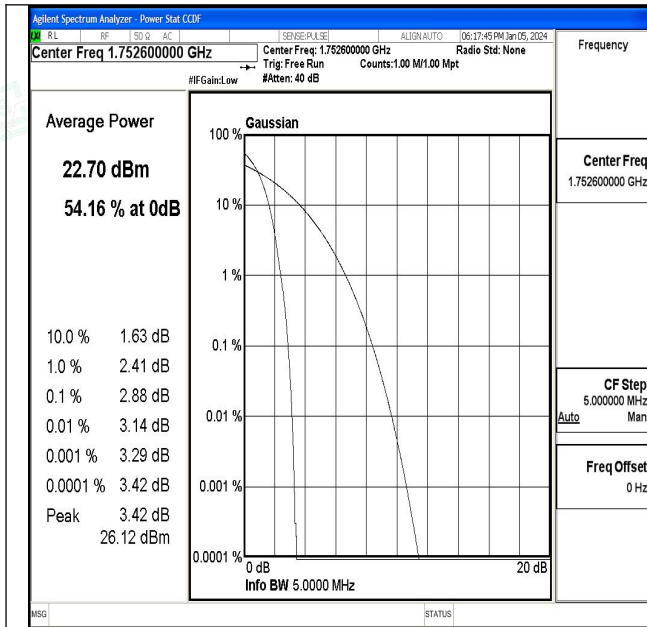 Agilent Spectrum Analyzer - Power Stat CCDF
RL RF 50 Ω AC SENSE:PULSE ALIGN AUTO 06:17:45 PM Jan 05, 2024
Center Freq 1.752600000 GHz
Center Freq: 1.752600000 GHz Radio Std: None
Trig: Free Run Counts:1.00 M/1.00 Mpt
#IFGain:Low #Atten: 40 dB
Frequency
Average Power
22.70 dBm
54.16 % at 0dB
10.0 % 1.63 dB
1.0 % 2.41 dB
0.1 % 2.88 dB
0.01 % 3.14 dB
0.001 % 3.29 dB
0.0001 % 3.42 dB
Peak 3.42 dB
26.12 dBm
Gaussian
100 %
10 %
1 %
0.1 %
0.01 %
0.001 %
0.0001 %
0 dB 20 dB
Info BW 5.0000 MHz
Center Freq
1.752600000 GHz
CF Step
5.000000 MHz
Auto Man
Freq Offset
0 Hz
MSG STATUS